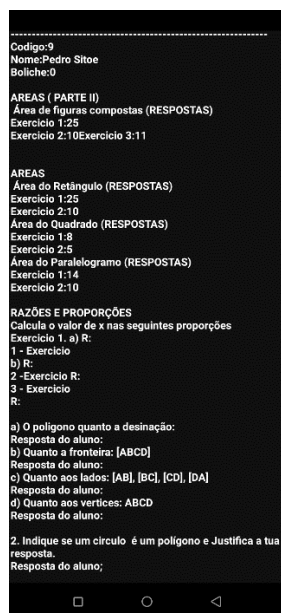 ------------------------------------------------------------
Codigo:9
Nome:Pedro Sitoe
Boliche:0
AREAS ( PARTE II)
Área de figuras compostas (RESPOSTAS)
Exercicio 1:25
Exercicio 2:10Exercicio 3:11
AREAS
Área do Retângulo (RESPOSTAS)
Exercicio 1:25
Exercicio 2:10
Área do Quadrado (RESPOSTAS)
Exercicio 1:8
Exercicio 2:5
Área do Paralelogramo (RESPOSTAS)
Exercicio 1:14
Exercicio 2:10
RAZÕES E PROPORÇÕES
Calcula o valor de x nas seguintes proporções
Exercicio 1. a) R:
1 - Exercicio
b) R:
2 -Exercicio R:
3 - Exercicio
R:
a) O poligono quanto a desinação:
Resposta do aluno:
b) Quanto a fronteira: [ABCD]
Resposta do aluno:
c) Quanto aos lados: [AB], [BC], [CD], [DA]
Resposta do aluno:
d) Quanto aos vertices: ABCD
Resposta do aluno:
2. Indique se um circulo  é um polígono e Justifica a tua
resposta.
Resposta do aluno;